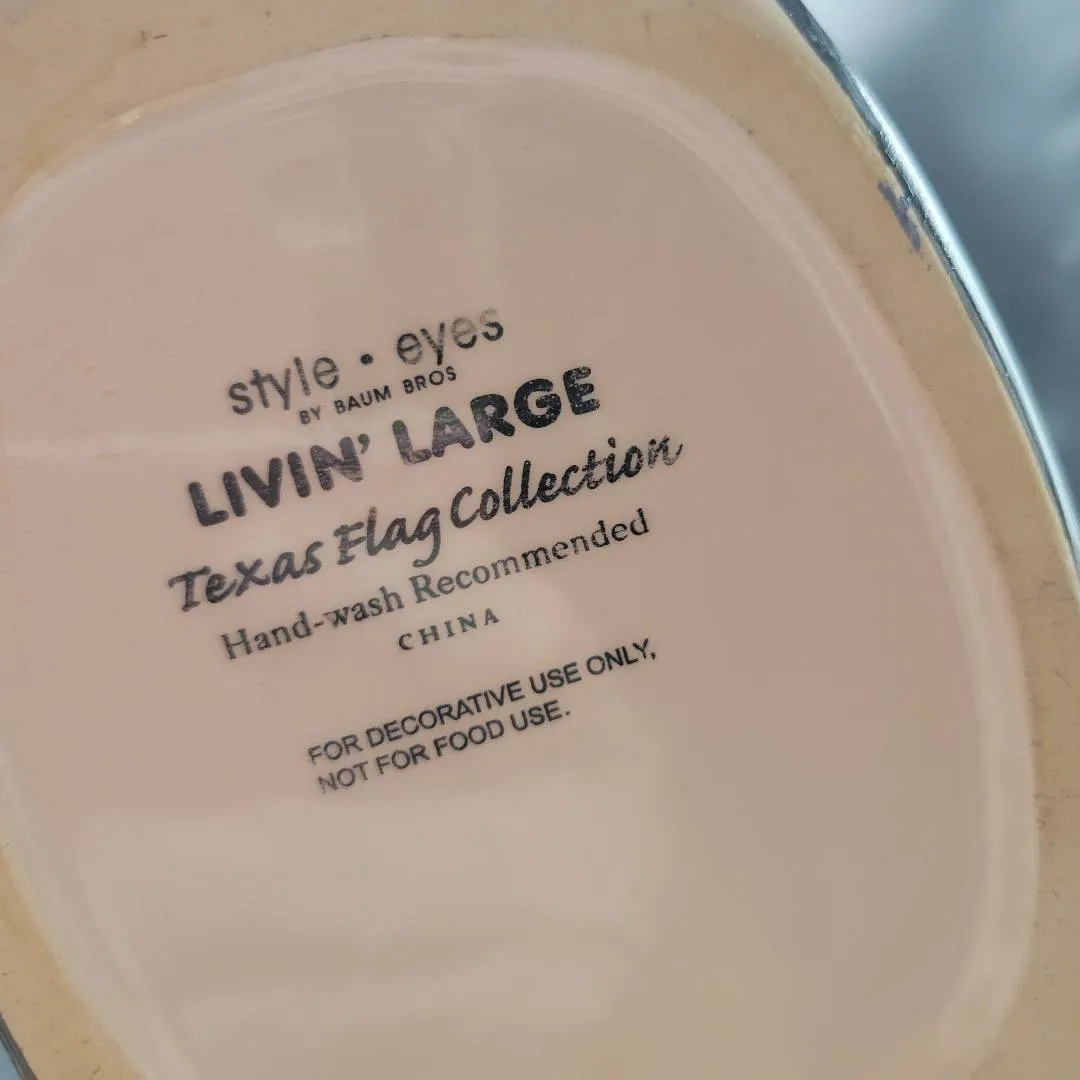 style • eyes
BY BAUM BROS
LIVIN' LARGE
Texas Flag Collection
Hand-wash Recommended
CHINA
FOR DECORATIVE USE ONLY,
NOT FOR FOOD USE.